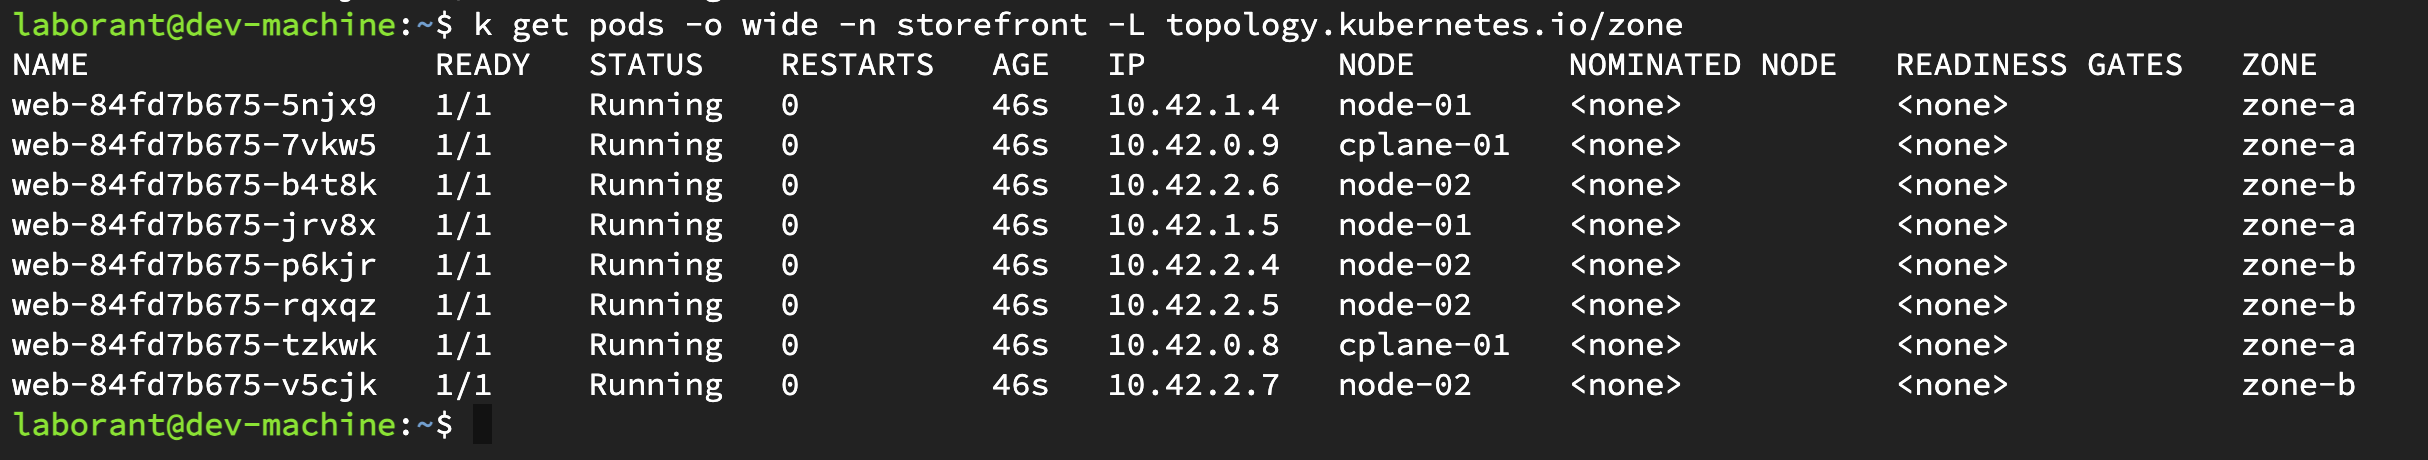 laborant@dev-machine:~$ k get pods -o wide -n storefront -L topology.kubernetes.io/zone
NAME                   READY   STATUS    RESTARTS   AGE   IP          NODE        NOMINATED NODE   READINESS GATES   ZONE
web-84fd7b675-5njx9   1/1     Running   0          46s   10.42.1.4   node-01     <none>           <none>            zone-a
web-84fd7b675-7vkw5   1/1     Running   0          46s   10.42.0.9   cplane-01   <none>           <none>            zone-a
web-84fd7b675-b4t8k   1/1     Running   0          46s   10.42.2.6   node-02     <none>           <none>            zone-b
web-84fd7b675-jrv8x   1/1     Running   0          46s   10.42.1.5   node-01     <none>           <none>            zone-a
web-84fd7b675-p6kjr   1/1     Running   0          46s   10.42.2.4   node-02     <none>           <none>            zone-b
web-84fd7b675-rqxqz   1/1     Running   0          46s   10.42.2.5   node-02     <none>           <none>            zone-b
web-84fd7b675-tzkwk   1/1     Running   0          46s   10.42.0.8   cplane-01   <none>           <none>            zone-a
web-84fd7b675-v5cjk   1/1     Running   0          46s   10.42.2.7   node-02     <none>           <none>            zone-b
laborant@dev-machine:~$